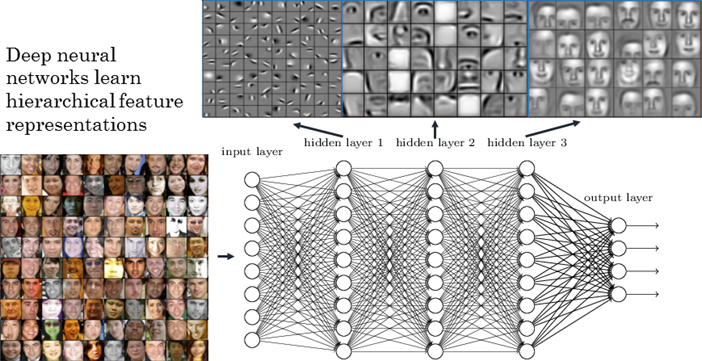 Deep neural
networks learn
hierarchical feature
representations
hidden layer 1 hidden layer 2 hidden layer 3
input layer
output layer